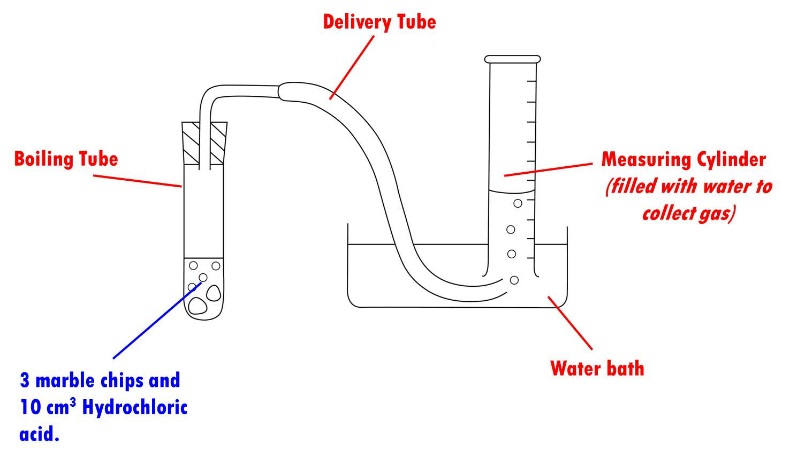 Delivery Tube
Boiling Tube
Measuring Cylinder
(filled with water to
collect gas)
Water bath
3 marble chips and
10 cm³ Hydrochloric
acid.